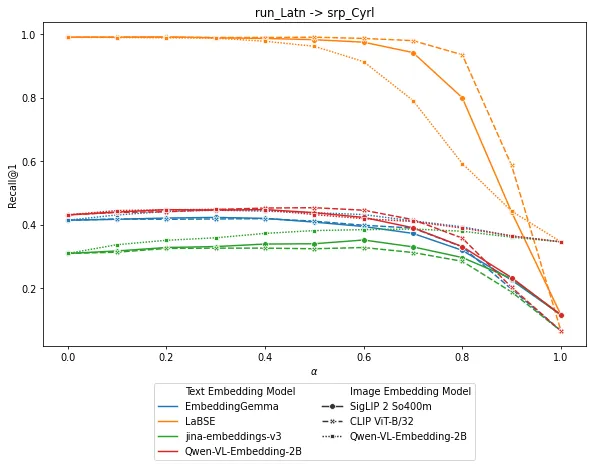 run_Latn -> srp_Cyrl
Recall@1
1.0
0.8
0.6
0.4
0.2
0.0 0.2 0.4 0.6 0.8 1.0
α
Text Embedding Model Image Embedding Model
EmbeddingGemma SigLIP 2 So400m
LaBSE CLIP ViT-B/32
jina-embeddings-v3 Qwen-VL-Embedding-2B
Qwen-VL-Embedding-2B